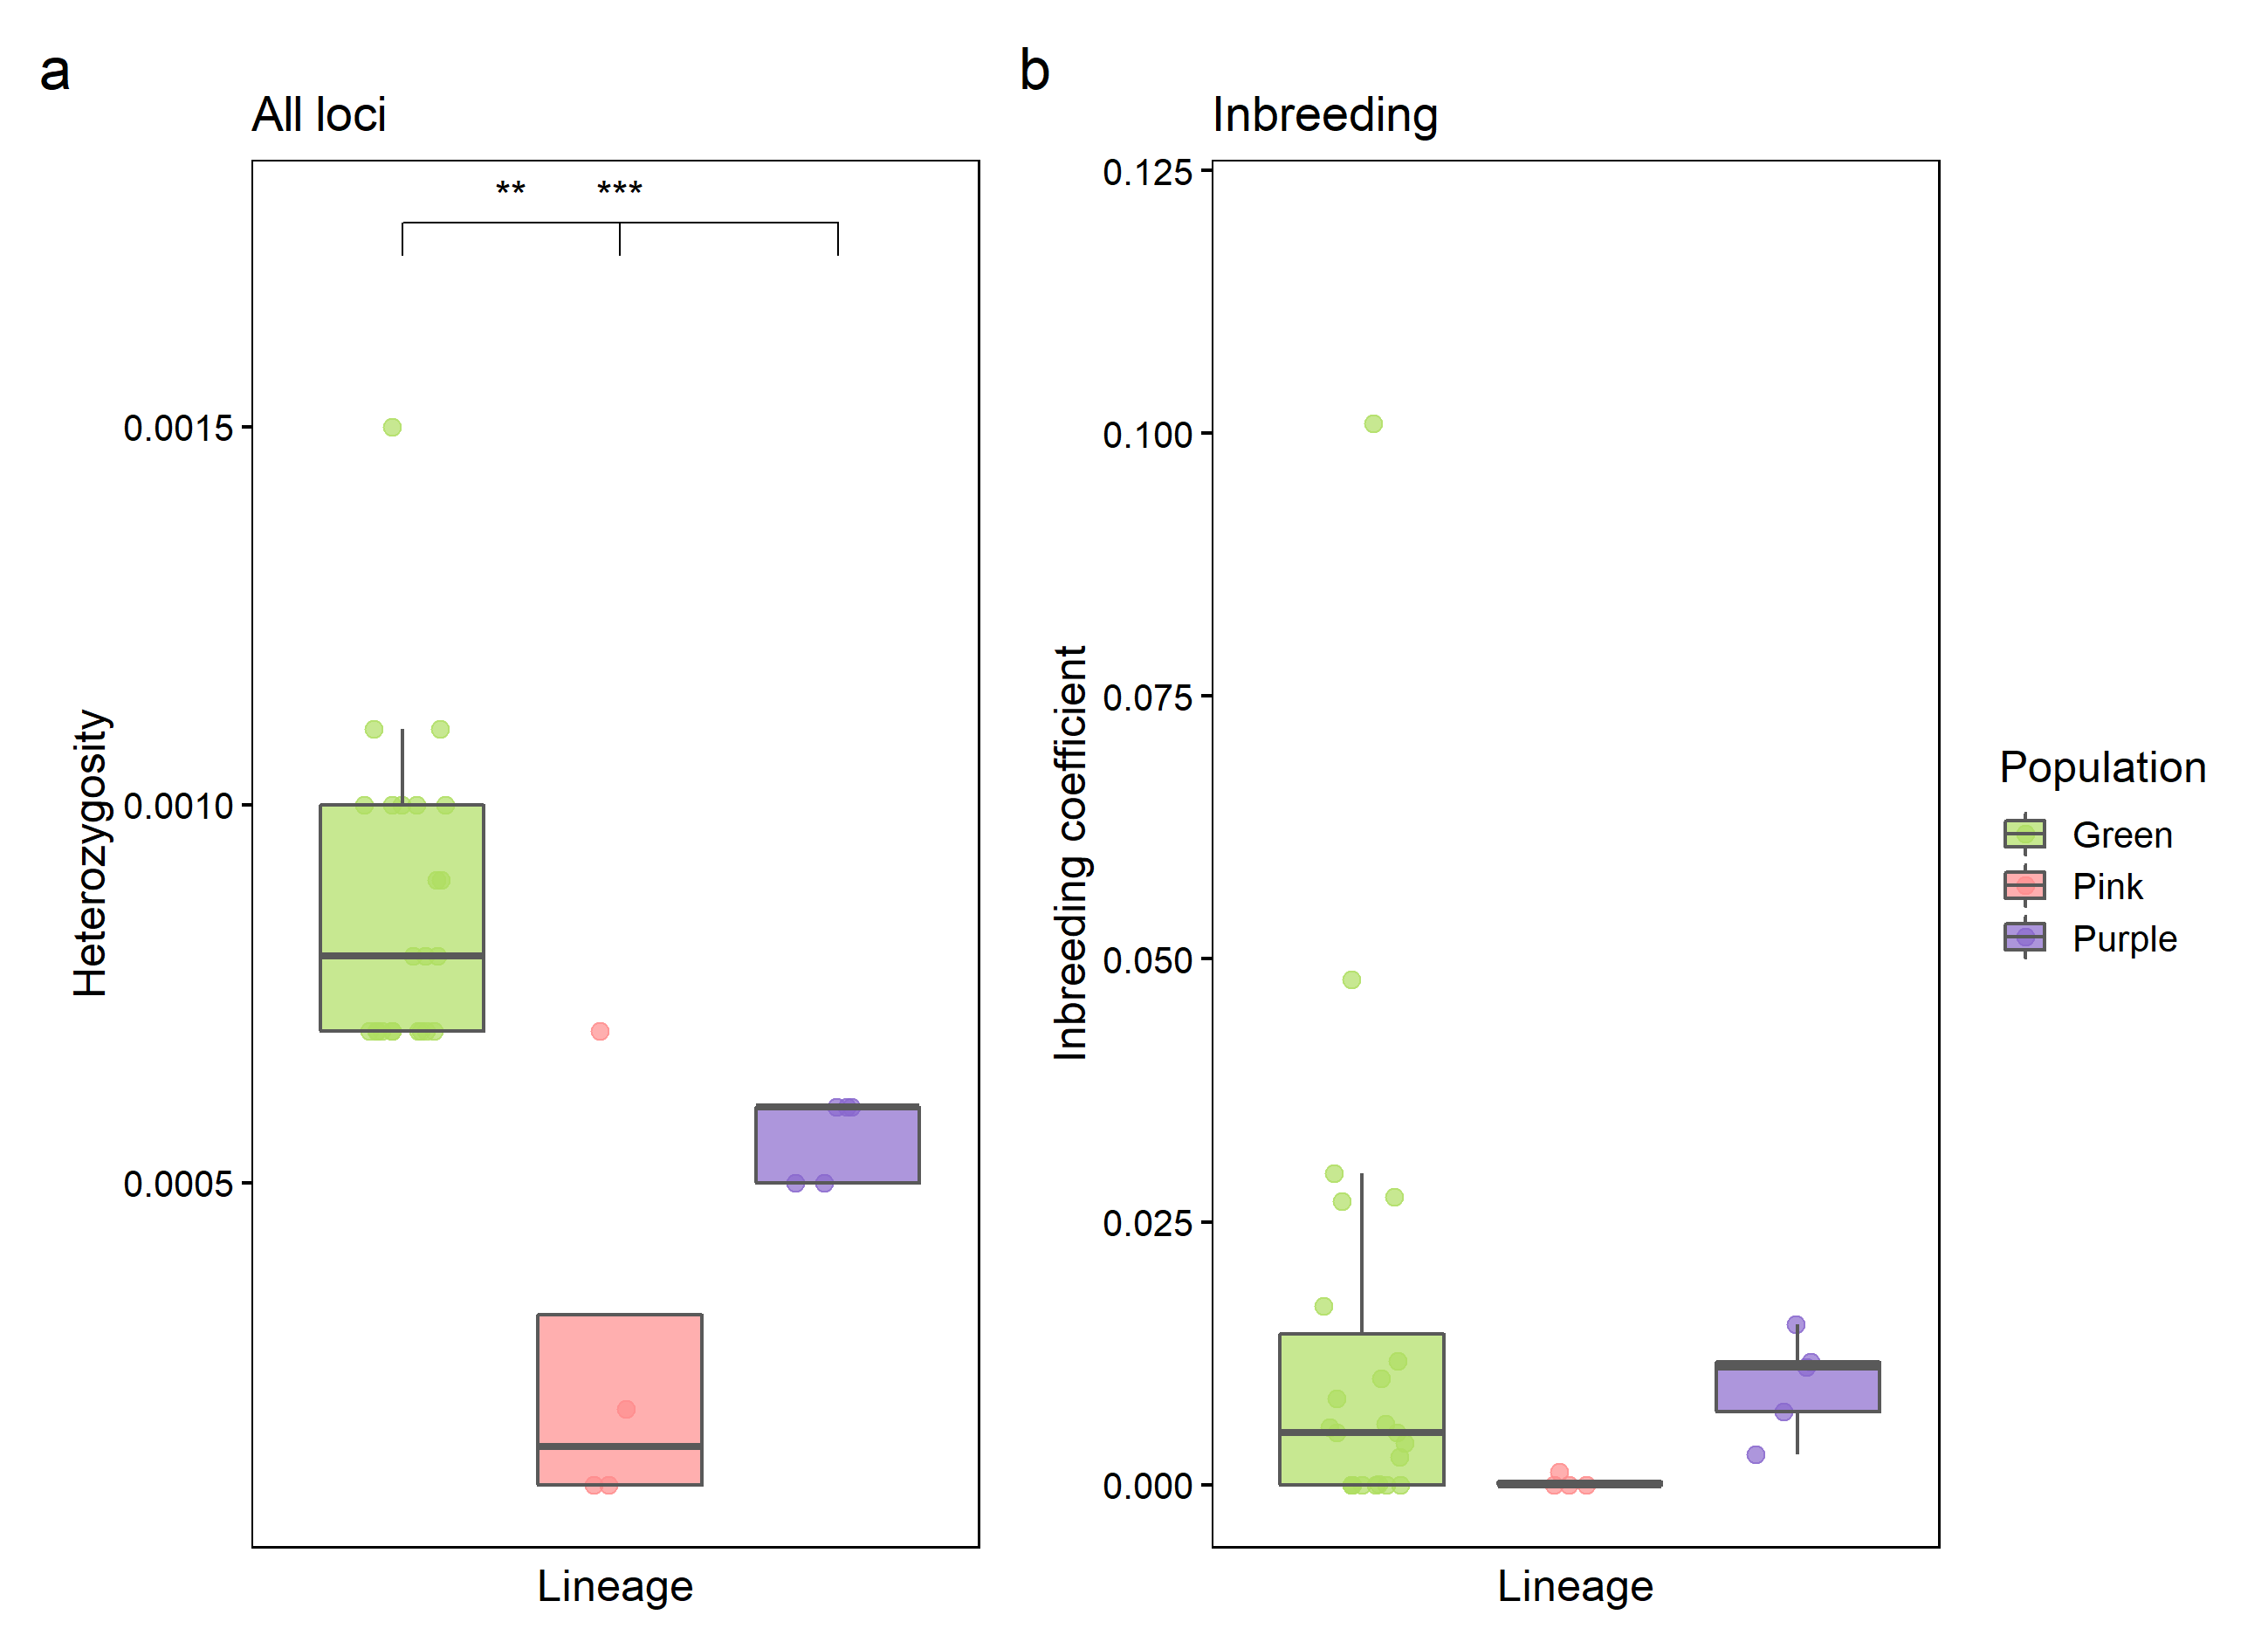 a
All loci
** ***
0.0015
0.0010
0.0005
Heterozygosity
Lineage
b
Inbreeding
0.125
0.100
0.075
0.050
0.025
0.000
Inbreeding coefficient
Lineage
Population
Green
Pink
Purple